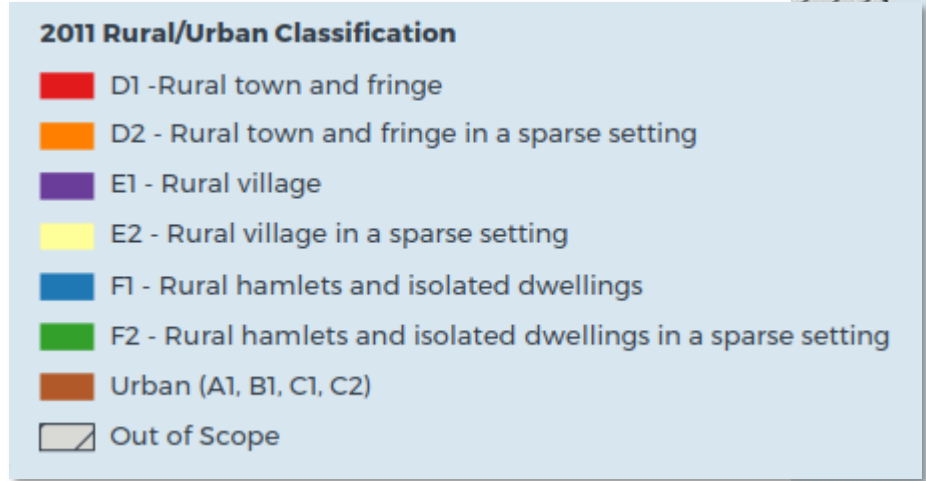 2011 Rural/Urban Classification
D1 -Rural town and fringe
D2 - Rural town and fringe in a sparse setting
E1 - Rural village
E2 - Rural village in a sparse setting
F1 - Rural hamlets and isolated dwellings
F2 - Rural hamlets and isolated dwellings in a sparse setting
Urban (A1, B1, C1, C2)
Out of Scope